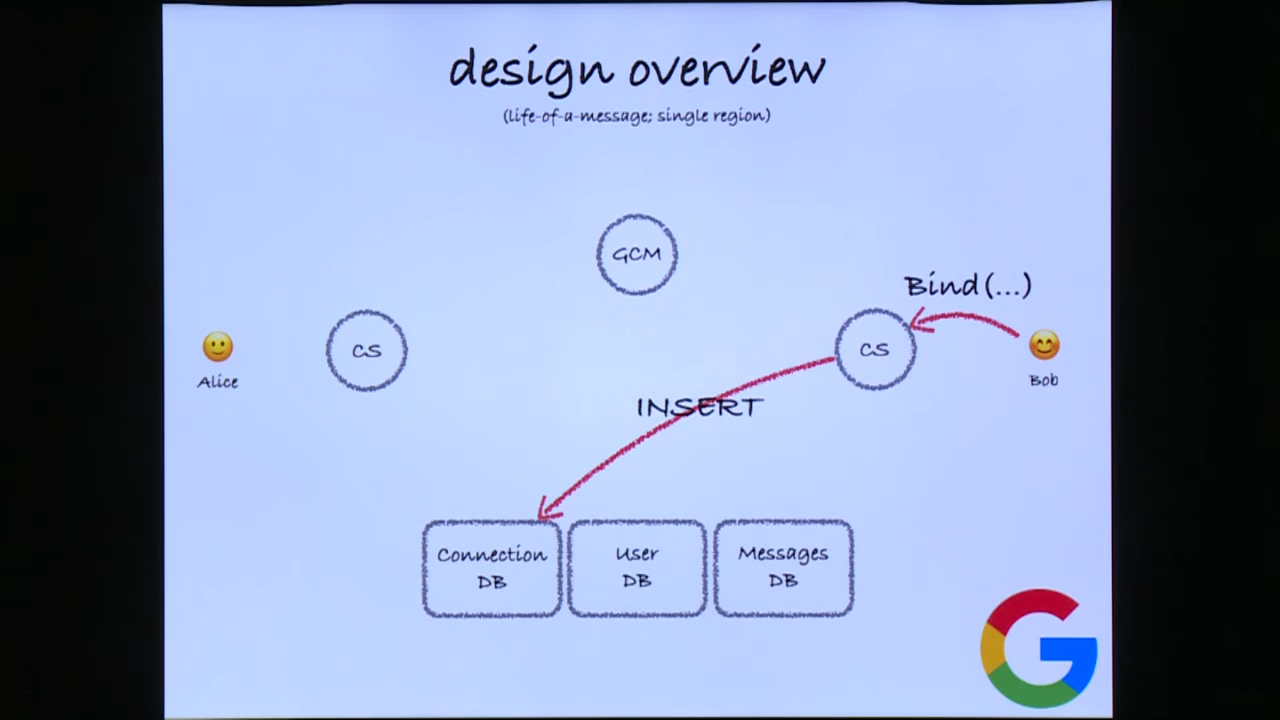 design overview
(life-of-a-message; single region)
GCM
Bind(...)
CS
CS
Alice
Bob
INSERT
Connection
DB
User
DB
Messages
DB